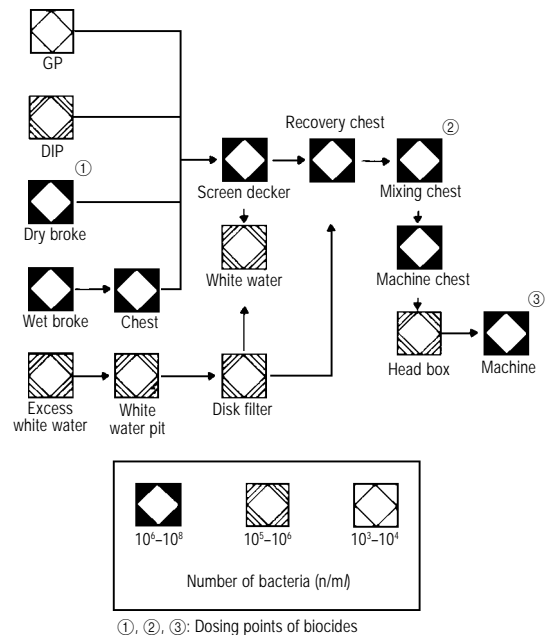 GP
DIP
①
Dry broke
Wet broke
Chest
Excess
white water
White
water pit
Disk filter
White water
Screen decker
Recovery chest
②
Mixing chest
Machine chest
Head box
③
Machine
10⁶–10⁸
10⁵–10⁶
10³–10⁴
Number of bacteria (n/ml)
①, ②, ③: Dosing points of biocides